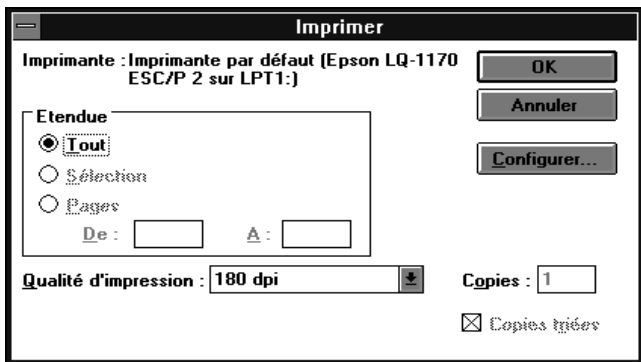 Imprimer
Imprimante : Imprimante par défaut (Epson LQ-1170
ESC/P 2 sur LPT1:)
OK
Annuler
Configurer...
Etendue
Tout
Sélection
Pages
De : A :
Qualité d'impression : 180 dpi
Copies : 1
Copies triées